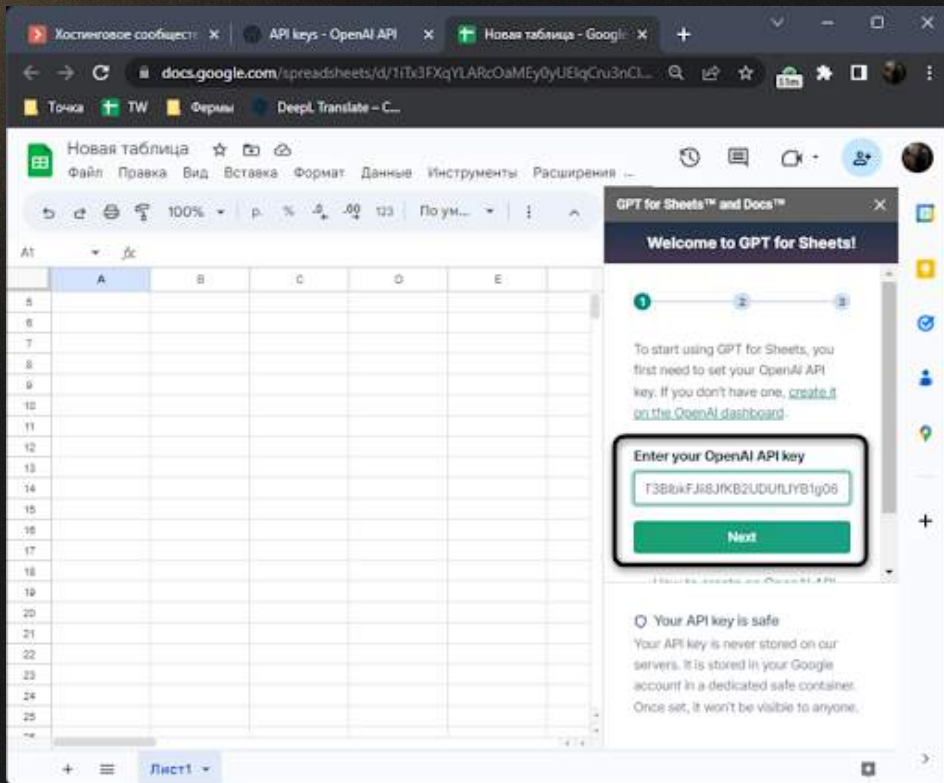 Хостинговое сообществ
API keys - OpenAI API
Новая таблица - Google
docs.google.com/spreadsheets/d/
Точка TW Фермы DeepL Translate – C...
Новая таблица
Файл Правка Вид Вставка Формат Данные Инструменты Расширения ...
100% р. % .0 .00 123 По ум...
GPT for Sheets™ and Docs™
A1 fx
Welcome to GPT for Sheets!
A B C D E
1 2 3
5
6
7
8
9
10
11
12
13
14
15
16
17
18
19
20
21
22
23
24
25
To start using GPT for Sheets, you
first need to set your OpenAI API
key. If you don't have one, create it
on the OpenAI dashboard.
Enter your OpenAI API key
Next
Your API key is safe
Your API key is never stored on our
servers. It is stored in your Google
account in a dedicated safe container.
Once set, it won't be visible to anyone.
Лист1